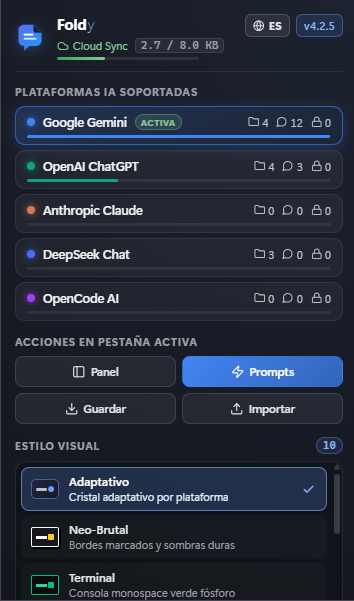 Foldy
ES
v4.2.5
Cloud Sync
2.7 / 8.0 KB
PLATAFORMAS IA SOPORTADAS
Google Gemini ACTIVA 4 12 0
OpenAI ChatGPT 4 3 0
Anthropic Claude 0 0 0
DeepSeek Chat 3 0 0
OpenCode AI 0 0 0
ACCIONES EN PESTAÑA ACTIVA
Panel
Prompts
Guardar
Importar
ESTILO VISUAL 10
Adaptativo
Cristal adaptativo por plataforma
Neo-Brutal
Bordes marcados y sombras duras
Terminal
Consola monospace verde fósforo